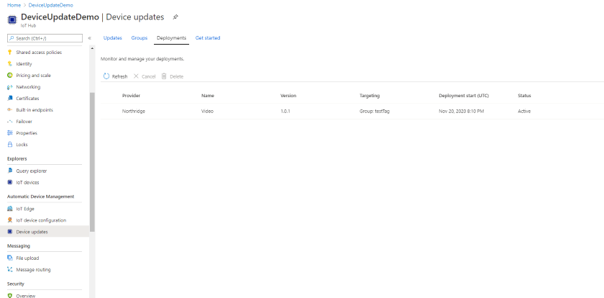 Home > DeviceUpdateDemo
DeviceUpdateDemo | Device updates
IoT Hub
Search (Ctrl+/)
Updates Groups Deployments Get started
Shared access policies
Identity
Pricing and scale
Networking
Certificates
Built-in endpoints
Failover
Properties
Locks
Explorers
Query explorer
IoT devices
Automatic Device Management
IoT Edge
IoT device configuration
Device updates
Messaging
File upload
Message routing
Security
Overview
Monitor and manage your deployments.
Refresh Cancel Delete
Provider Name Version Targeting Deployment start (UTC) Status
Northridge Video 1.0.1 Group: testTag Nov 20, 2020 8:10 PM Active